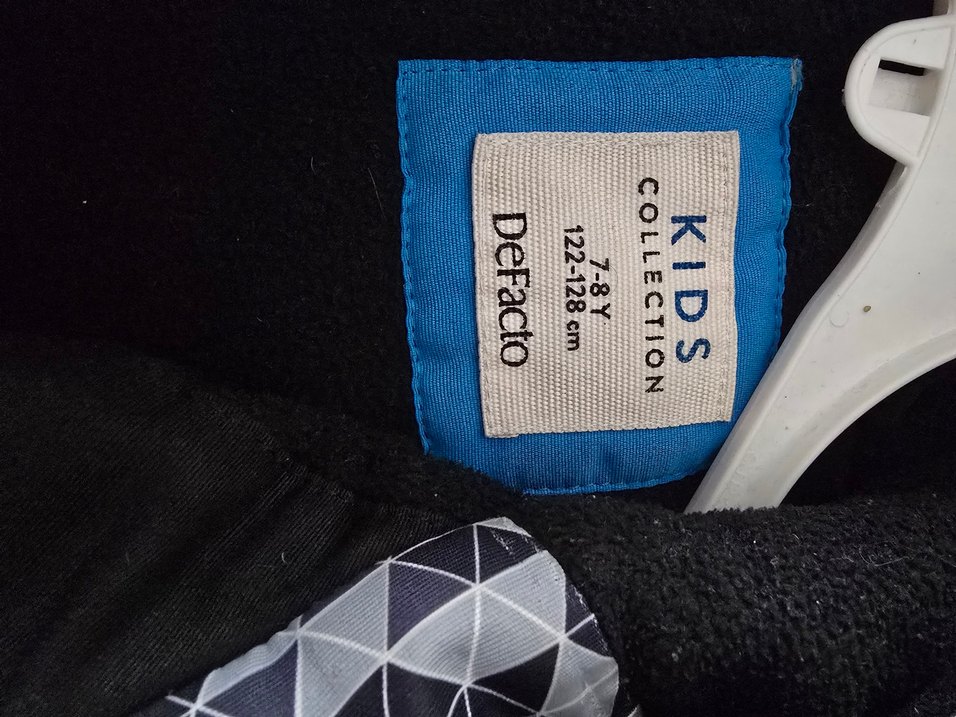 KIDS
COLLECTION
7-8 Y
122-128 cm
DeFacto